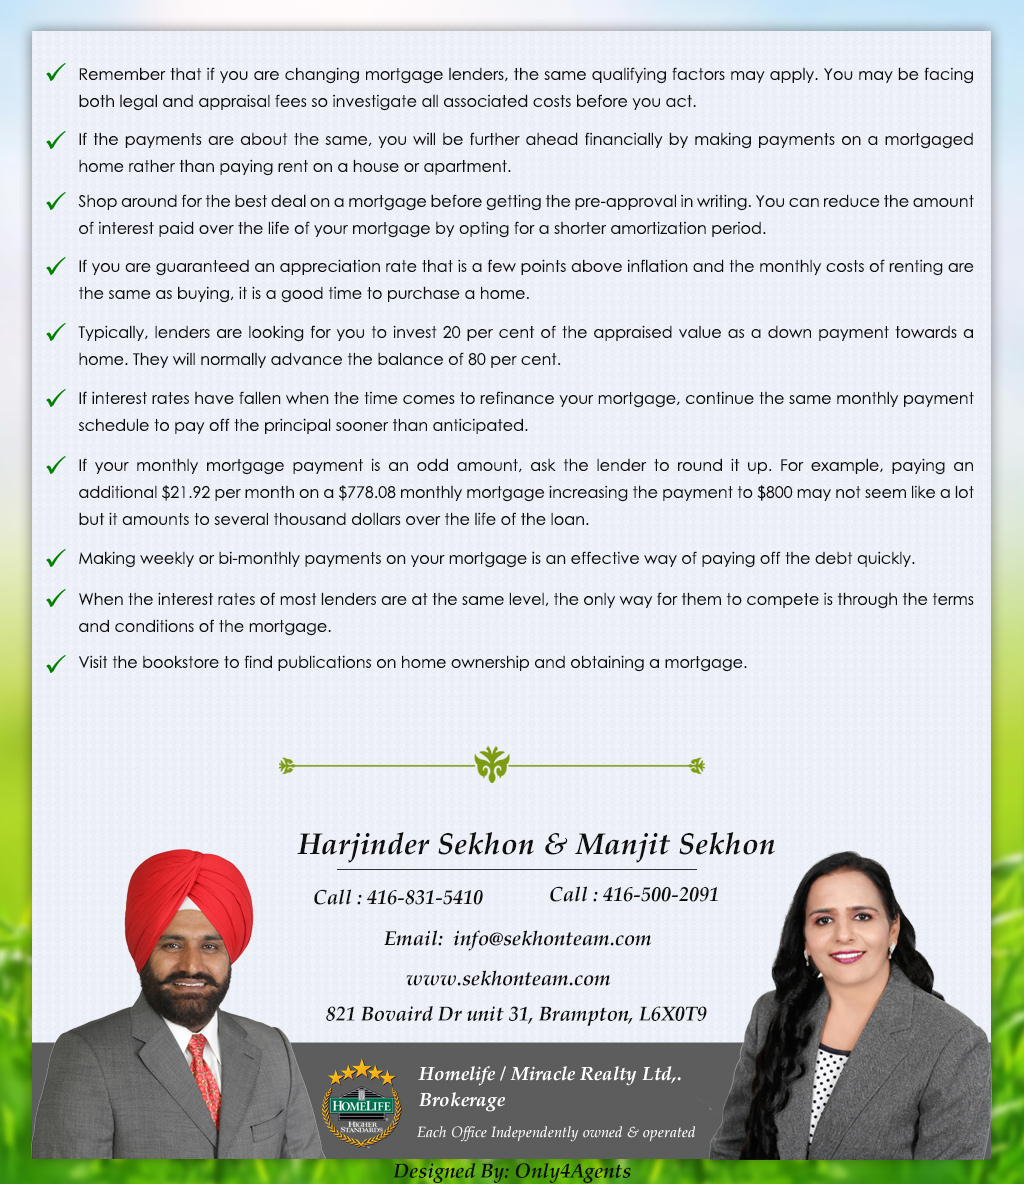 Remember that if you are changing mortgage lenders, the same qualifying factors may apply. You may be facing
both legal and appraisal fees so investigate all associated costs before you act.
If the payments are about the same, you will be further ahead financially by making payments on a mortgaged
home rather than paying rent on a house or apartment.
Shop around for the best deal on a mortgage before getting the pre-approval in writing. You can reduce the amount
of interest paid over the life of your mortgage by opting for a shorter amortization period.
If you are guaranteed an appreciation rate that is a few points above inflation and the monthly costs of renting are
the same as buying, it is a good time to purchase a home.
Typically, lenders are looking for you to invest 20 per cent of the appraised value as a down payment towards a
home. They will normally advance the balance of 80 per cent.
If interest rates have fallen when the time comes to refinance your mortgage, continue the same monthly payment
schedule to pay off the principal sooner than anticipated.
If your monthly mortgage payment is an odd amount, ask the lender to round it up. For example, paying an
additional $21.92 per month on a $778.08 monthly mortgage increasing the payment to $800 may not seem like a lot
but it amounts to several thousand dollars over the life of the loan.
Making weekly or bi-monthly payments on your mortgage is an effective way of paying off the debt quickly.
When the interest rates of most lenders are at the same level, the only way for them to compete is through the terms
and conditions of the mortgage.
Visit the bookstore to find publications on home ownership and obtaining a mortgage.
Harjinder Sekhon & Manjit Sekhon
Call : 416-831-5410 Call : 416-500-2091
Email: info@sekhonteam.com
www.sekhonteam.com
821 Bovaird Dr unit 31, Brampton, L6X0T9
Homelife / Miracle Realty Ltd,.
Brokerage
Each Office Independently owned & operated
HOMELIFE
HIGHER
STANDARDS
Designed By: Only4Agents